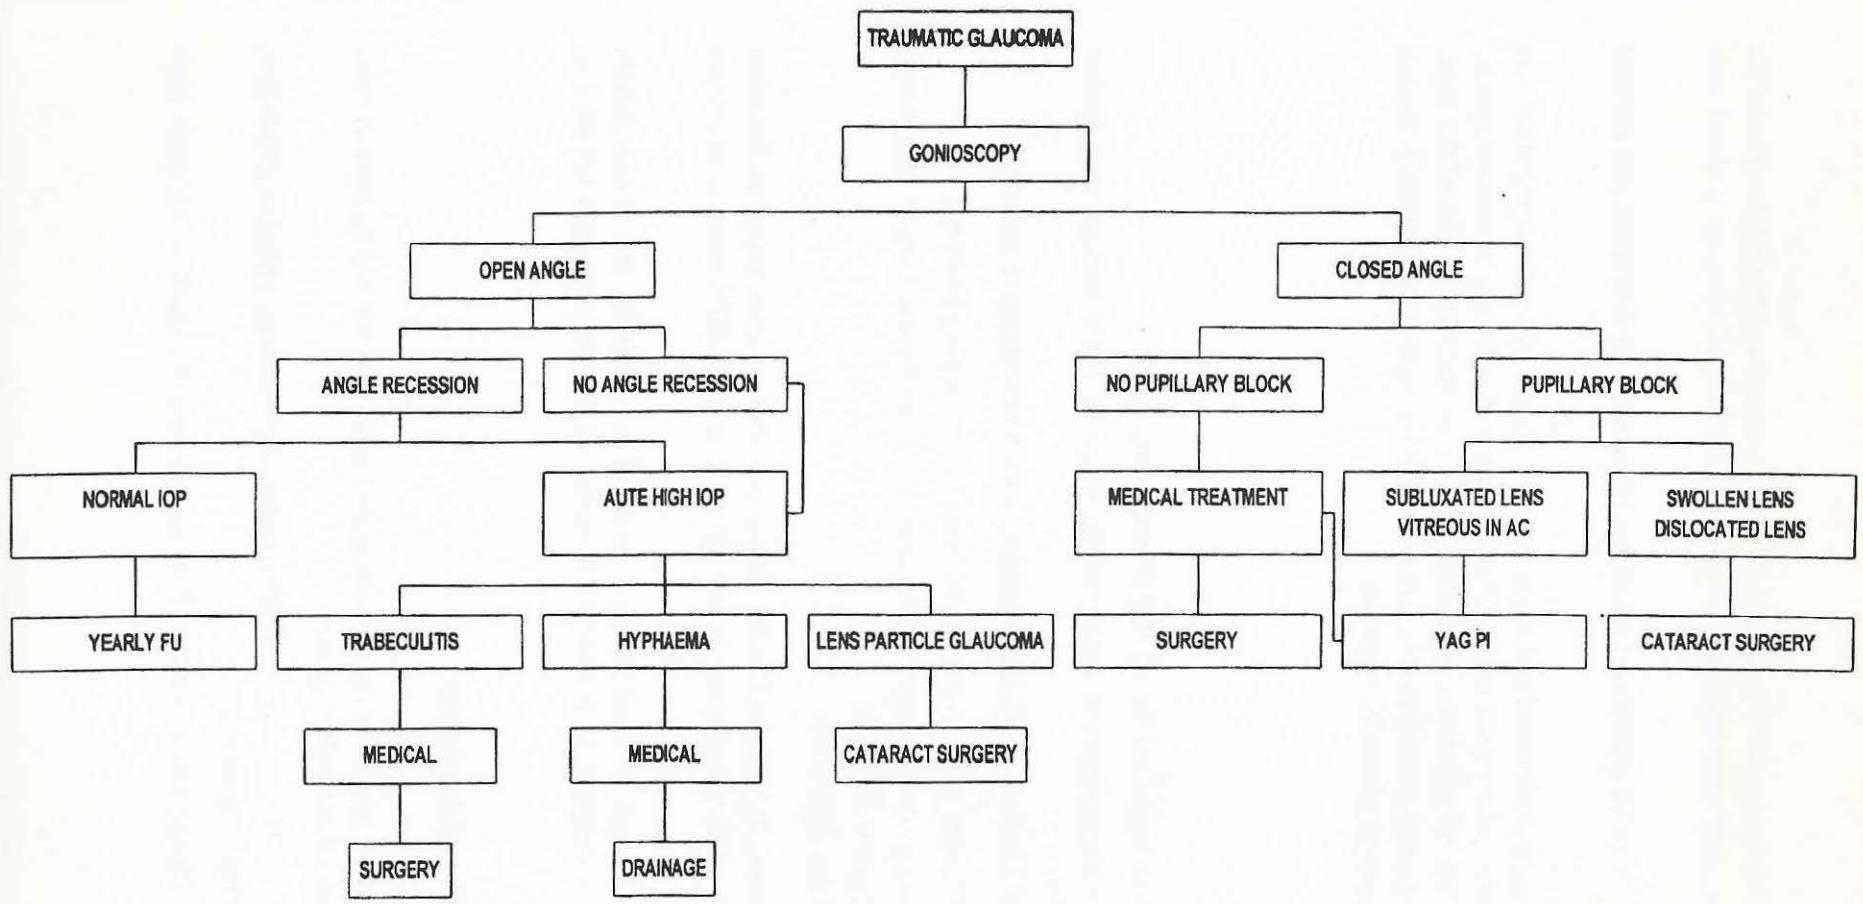 TRAUMATIC GLAUCOMA
GONIOSCOPY
OPEN ANGLE
CLOSED ANGLE
ANGLE RECESSION
NO ANGLE RECESSION
NO PUPILLARY BLOCK
PUPILLARY BLOCK
NORMAL IOP
AUTE HIGH IOP
MEDICAL TREATMENT
SUBLUXATED LENS
VITREOUS IN AC
SWOLLEN LENS
DISLOCATED LENS
YEARLY FU
TRABECULITIS
HYPHAEMA
LENS PARTICLE GLAUCOMA
SURGERY
YAG PI
CATARACT SURGERY
MEDICAL
MEDICAL
CATARACT SURGERY
SURGERY
DRAINAGE